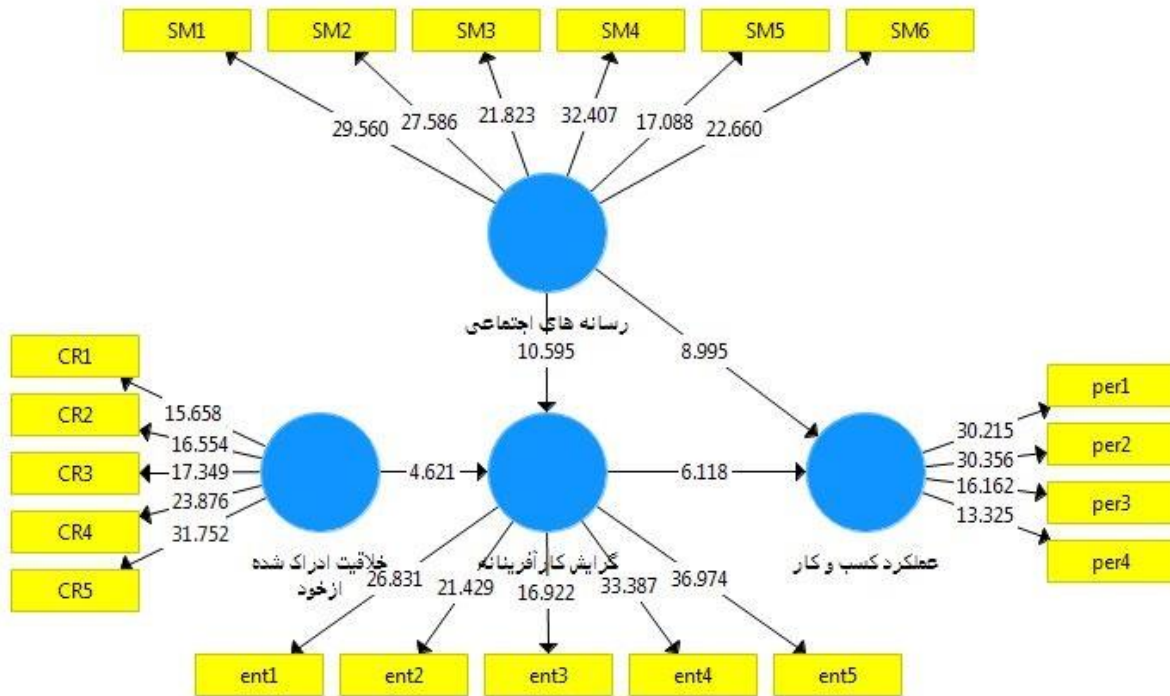 SM1 SM2 SM3 SM4 SM5 SM6
29.560 27.586 21.823 32.407 17.088 22.660
رسانه های اجتماعی
10.595 8.995
CR1
CR2
CR3
CR4
CR5
15.658
16.554
17.349
23.876
31.752
4.621 6.118
per1
per2
per3
per4
30.215
30.356
16.162
13.325
خلاقیت ادراک شده
ازخود
گرایش کارآفرینانه
عملکرد کسب و کار
26.831 21.429 16.922 33.387 36.974
ent1 ent2 ent3 ent4 ent5